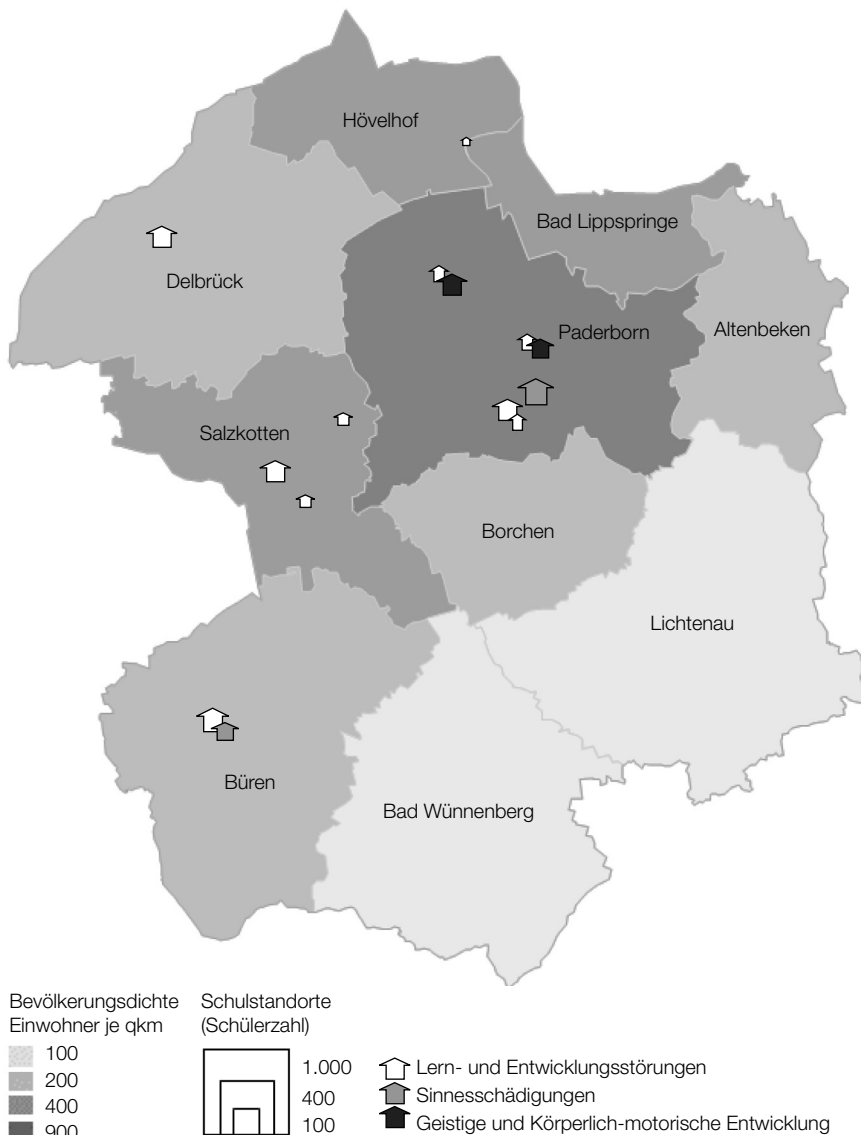 Hövelhof
Bad Lippspringe
Delbrück
Paderborn
Altenbeken
Salzkotten
Borchen
Lichtenau
Büren
Bad Wünnenberg
Bevölkerungsdichte
Einwohner je qkm
100
200
400
900
Schulstandorte
(Schülerzahl)
1.000
400
100
Lern- und Entwicklungsstörungen
Sinnesschädigungen
Geistige und Körperlich-motorische Entwicklung